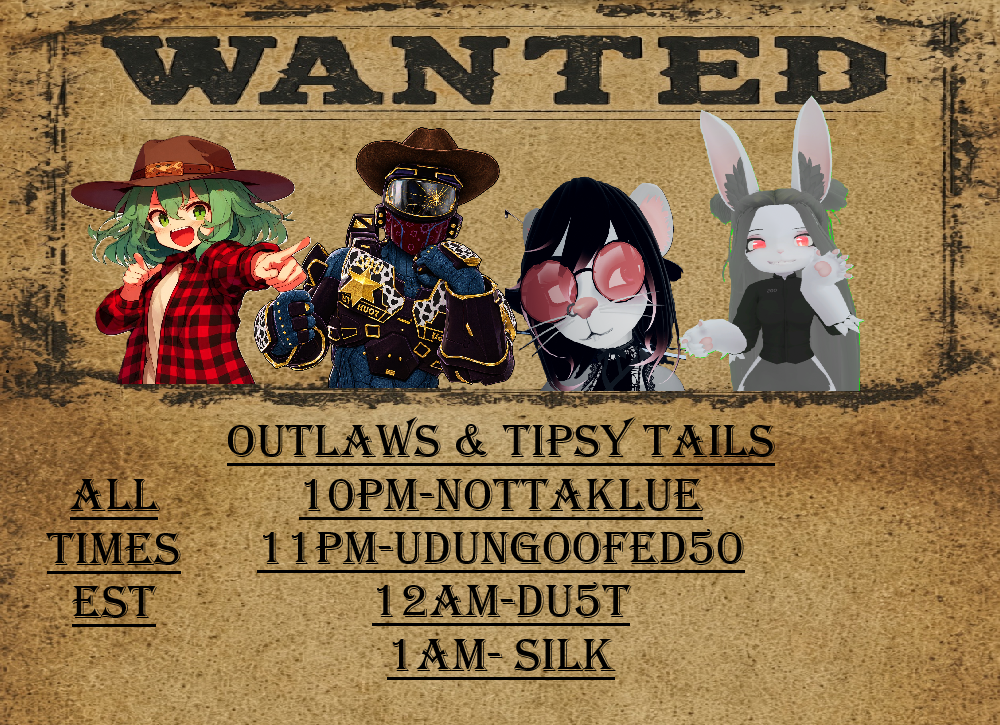 WANTED
OUTLAWS & TIPSY TAILS
ALL TIMES EST
10PM-NOTTAKLUE
11PM-UDUNGOOFED50
12AM-DU5T
1AM- SILK